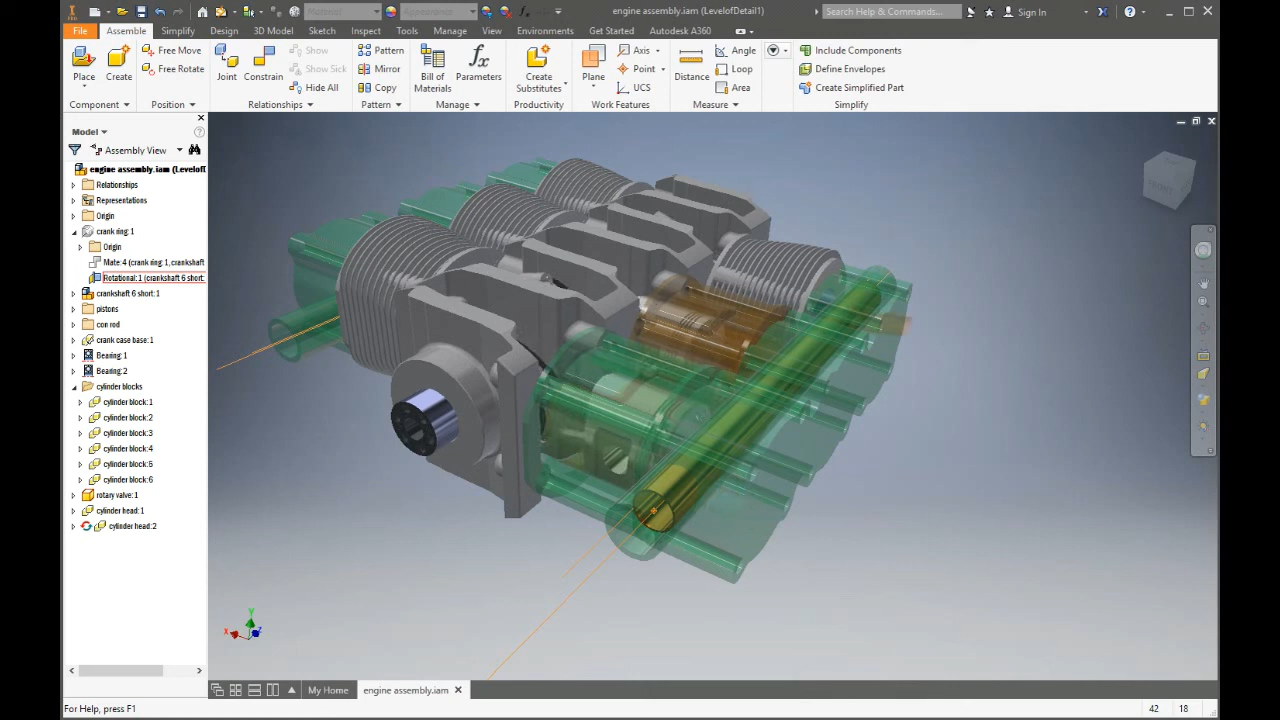 PRO
Material
Appearance
engine assembly.iam (LevelofDetail1)
Search Help & Commands...
Sign In
File
Assemble
Simplify
Design
3D Model
Sketch
Inspect
Tools
Manage
View
Environments
Get Started
Autodesk A360
Place
Create
Free Move
Free Rotate
Component
Position
Joint
Constrain
Show
Show Sick
Hide All
Relationships
Pattern
Mirror
Copy
Pattern
Bill of
Materials
Parameters
Manage
Create
Substitutes
Productivity
Plane
Axis
Point
UCS
Work Features
Distance
Angle
Loop
Area
Measure
Include Components
Define Envelopes
Create Simplified Part
Simplify
Model
Assembly View
engine assembly.iam (LevelofD
Relationships
Representations
Origin
crank ring:1
Origin
Mate:4 (crank ring:1, crankshaft
Rotational:1 (crankshaft 6 short:
crankshaft 6 short:1
pistons
con rod
crank case base:1
Bearing:1
Bearing:2
cylinder blocks
cylinder block:1
cylinder block:2
cylinder block:3
cylinder block:4
cylinder block:5
cylinder block:6
rotary valve:1
cylinder head:1
cylinder head:2
FRONT
Y
X
Z
My Home
engine assembly.iam
For Help, press F1
42
18